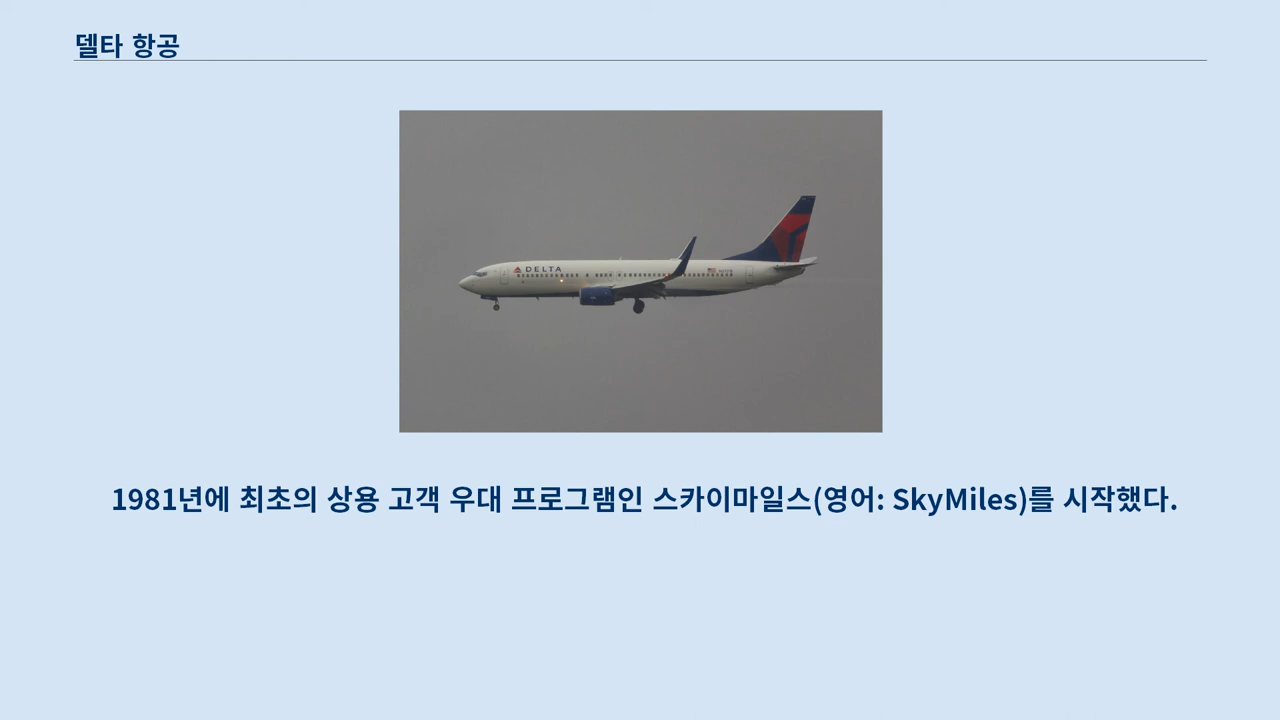 델타 항공
DELTA
1981년에 최초의 상용 고객 우대 프로그램인 스카이마일스(영어: SkyMiles)를 시작했다.